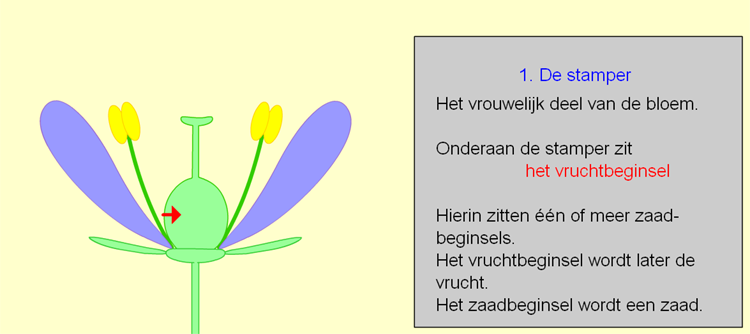 1. De stamper
Het vrouwelijk deel van de bloem.
Onderaan de stamper zit
het vruchtbeginsel
Hierin zitten één of meer zaad-
beginsels.
Het vruchtbeginsel wordt later de
vrucht.
Het zaadbeginsel wordt een zaad.